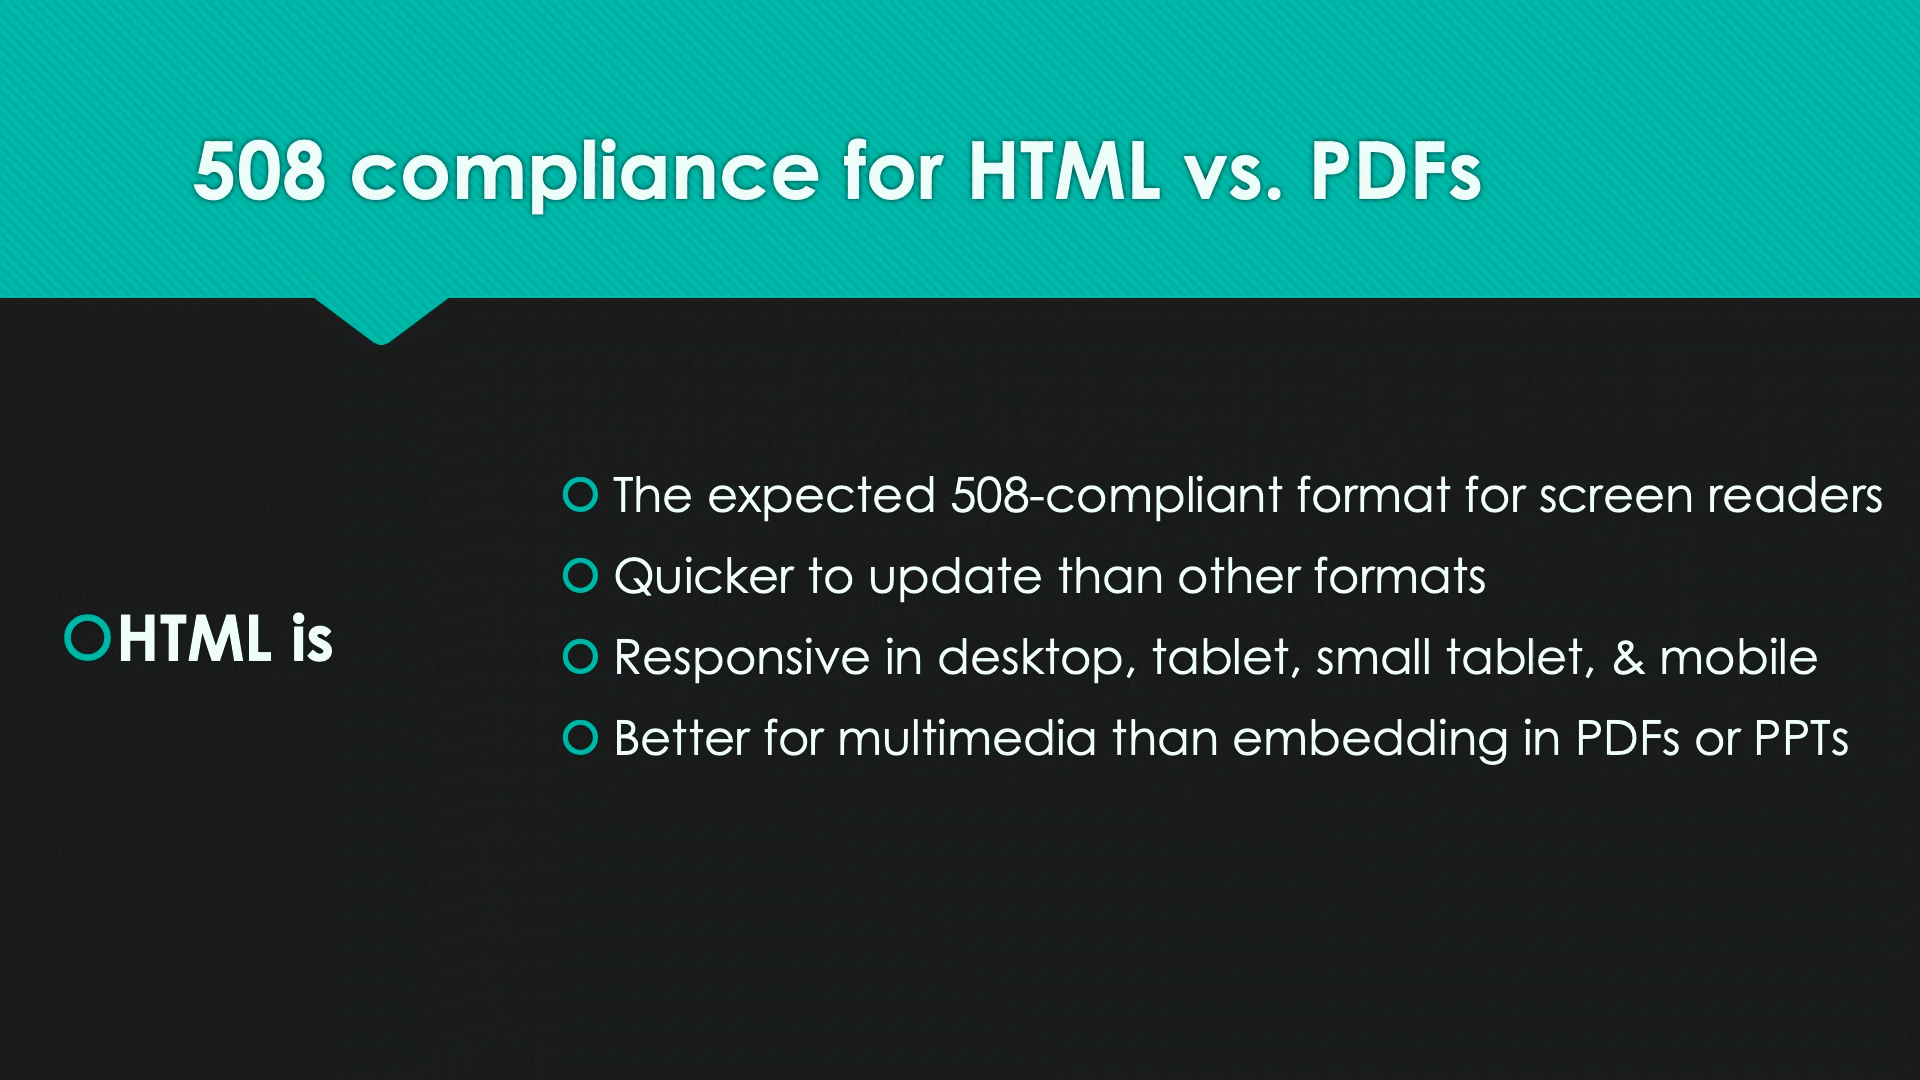 508 compliance for HTML vs. PDFs
HTML is
The expected 508-compliant format for screen readers
Quicker to update than other formats
Responsive in desktop, tablet, small tablet, & mobile
Better for multimedia than embedding in PDFs or PPTs